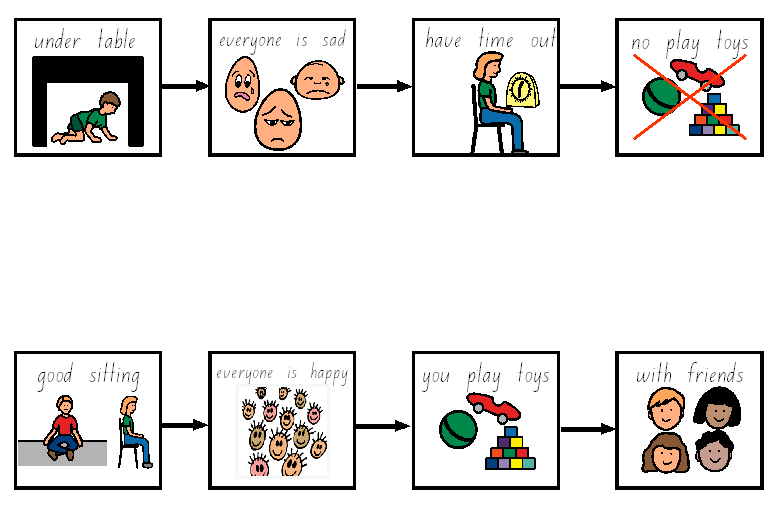 under table
everyone is sad
have time out
no play toys
good sitting
everyone is happy
you play toys
with friends